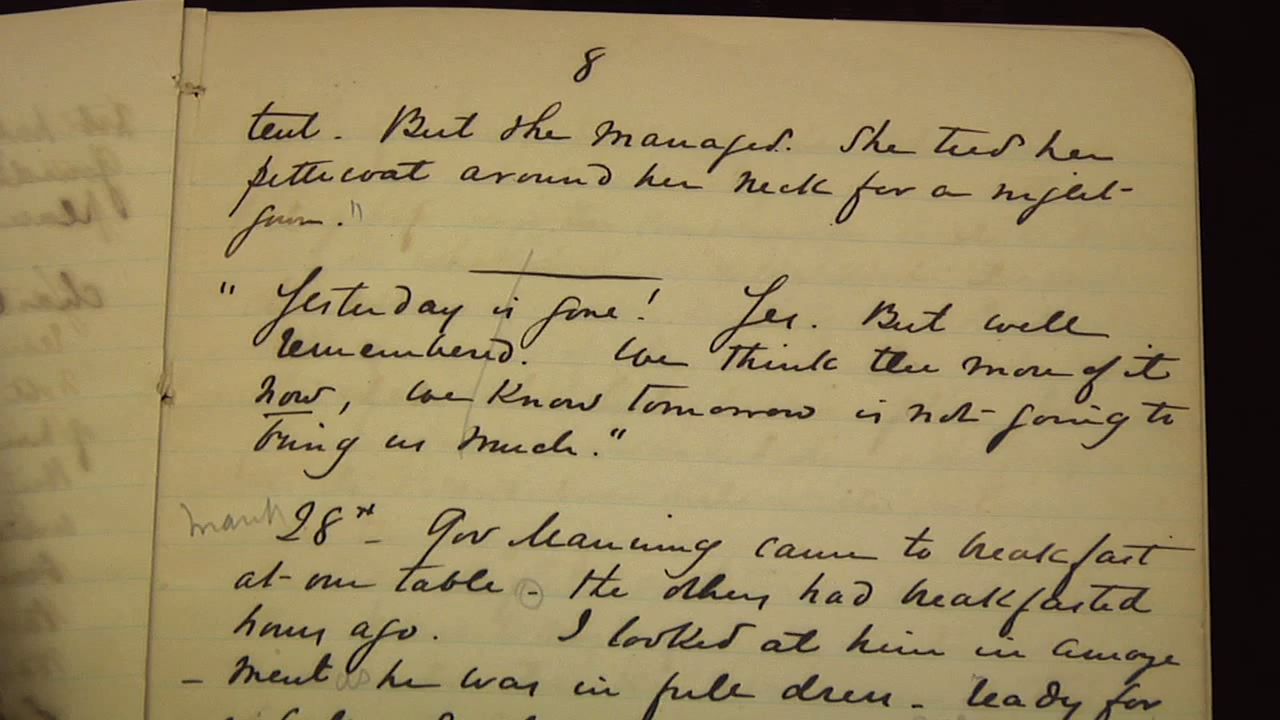 8
tent. But she managed. She tied her
petticoat around her neck for a night-
gown."
" Yesterday is gone! Yes. But well
remembered. We think the more of it
now, we know tomorrow is not going to
bring us much."
March 28th - Gov Manning came to breakfast
at our table - The others had breakfasted
hours ago. I looked at him in amaze
- ment as he was in full dress - ready for